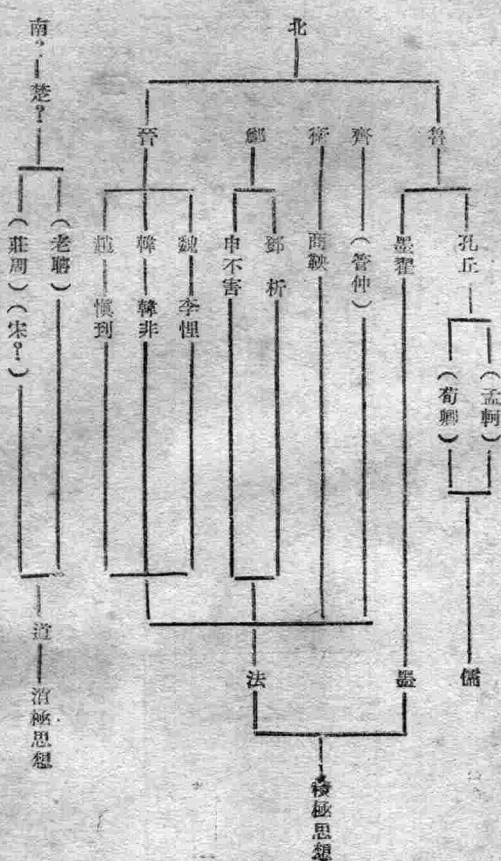 北
魯
齊
衛
鄭
晉
孔丘
墨翟
（管仲）
商鞅
鄧析
申不害
魏
韓
趙
李悝
韓非
慎到
（孟軻）
（荀卿）
儒
墨
法
積極思想
南？
楚？
（老聃）
（莊周）（宋？）
道
消極思想